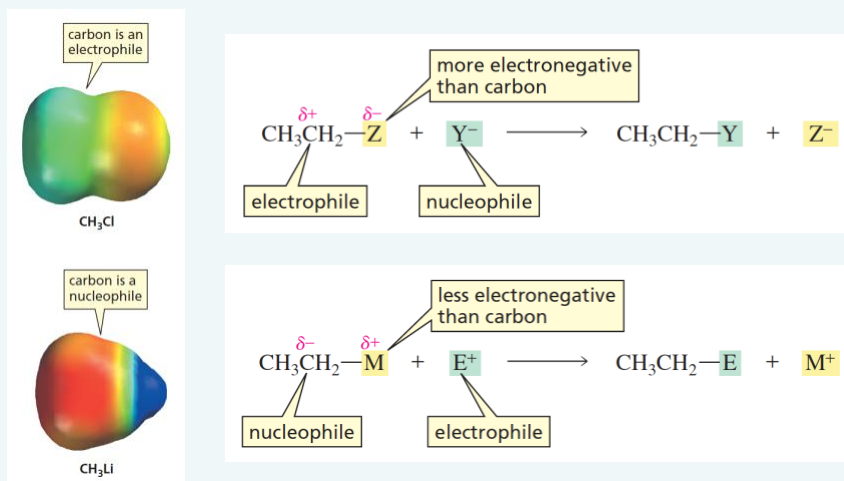 carbon is an
electrophile
CH₃Cl
carbon is a
nucleophile
CH₃Li
more electronegative
than carbon
δ+ δ−
CH₃CH₂—Z + Y⁻ ⟶ CH₃CH₂—Y + Z⁻
electrophile nucleophile
less electronegative
than carbon
δ− δ+
CH₃CH₂—M + E⁺ ⟶ CH₃CH₂—E + M⁺
nucleophile electrophile